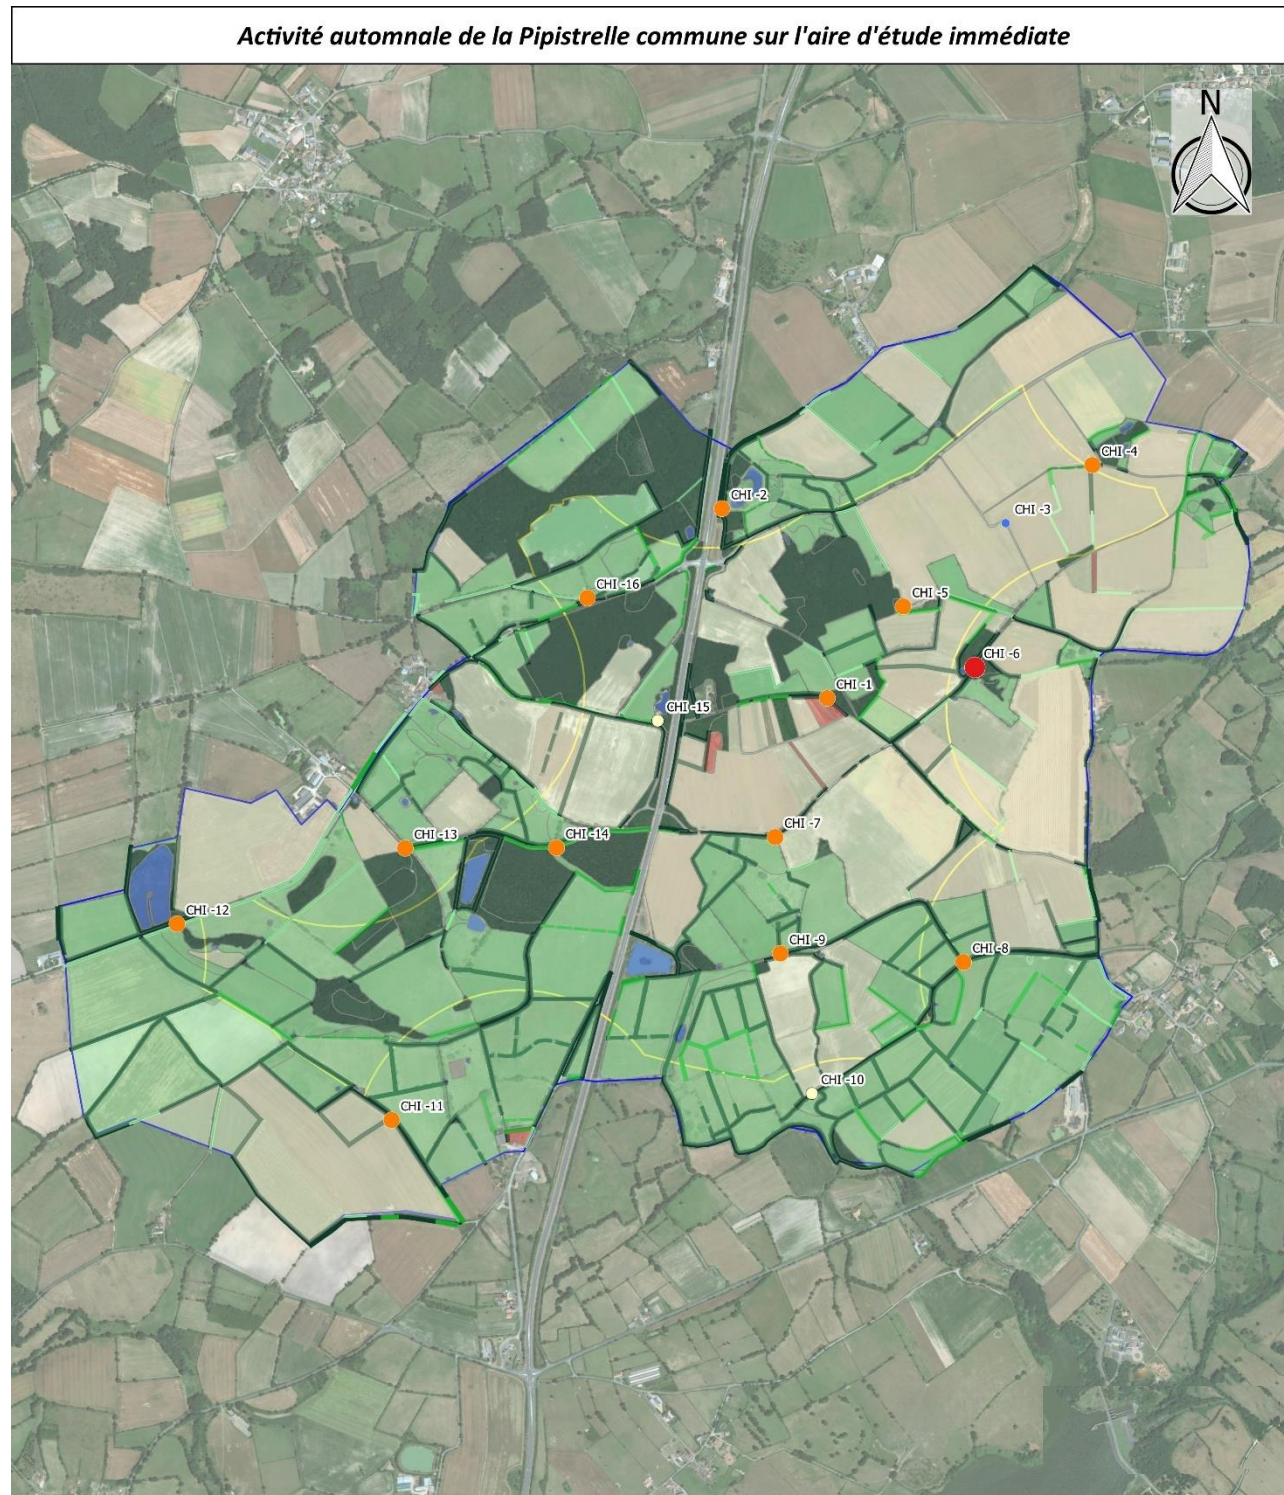 Activité automnale de la Pipistrelle commune sur l'aire d'étude immédiate
N
CHI -4
CHI -2
CHI -3
CHI -16
CHI -5
CHI -6
CHI -1
CHI -15
CHI -7
CHI -13
CHI -14
CHI -12
CHI -9
CHI -8
CHI -10
CHI -11